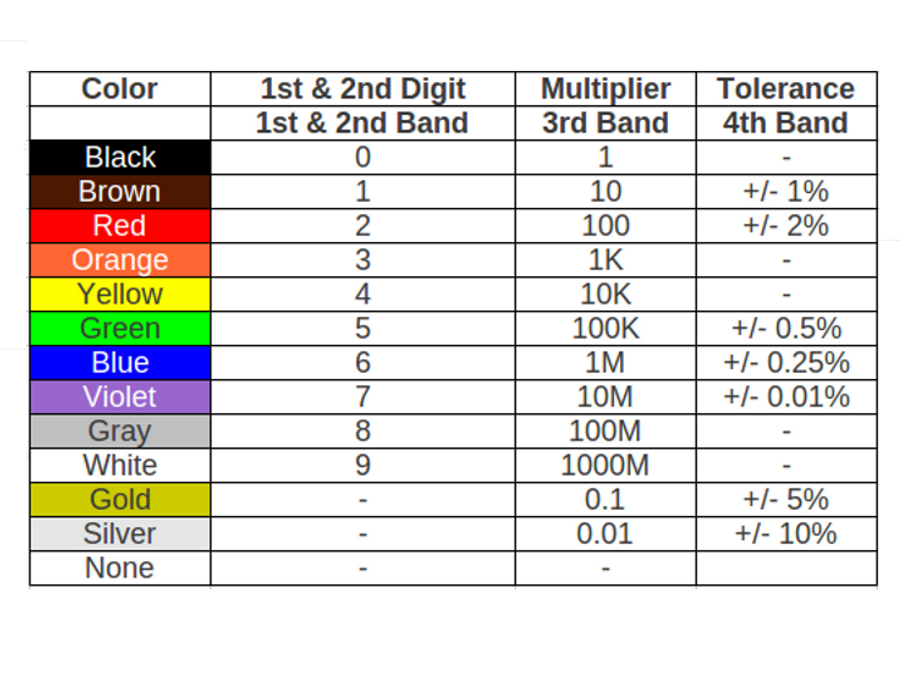 Color 1st & 2nd Digit Multiplier Tolerance
1st & 2nd Band 3rd Band 4th Band
Black 0 1 -
Brown 1 10 +/- 1%
Red 2 100 +/- 2%
Orange 3 1K -
Yellow 4 10K -
Green 5 100K +/- 0.5%
Blue 6 1M +/- 0.25%
Violet 7 10M +/- 0.01%
Gray 8 100M -
White 9 1000M -
Gold - 0.1 +/- 5%
Silver - 0.01 +/- 10%
None - -